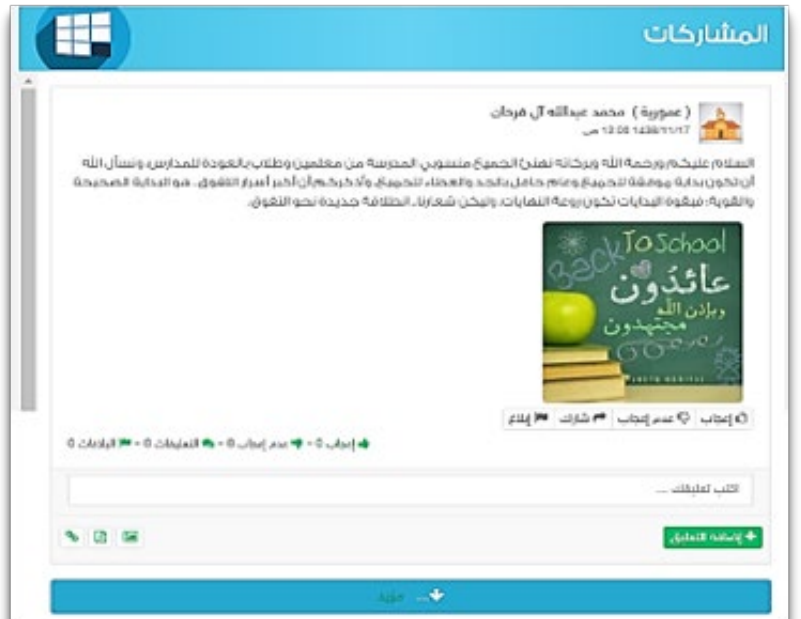 المشاركات
( عمورية ) محمد عبدالله آل فرحان
1438/11/17 12:08 ص
السلام عليكم ورحمة الله وبركاته نهنئ الجميع منسوبي المدرسة من معلمين وطلاب بالعودة للمدارس، ونسأل الله
أن تكون بداية موفقة للجميع وعام حافل بالجد والعطاء للجميع، وأذكركم أن أكبر أسرار التفوق.. هو البداية الصحيحة
والقوية؛ فبقوة البدايات تكون روعة النهايات، وليكن شعارنا.. انطلاقة جديدة نحو التفوق.
Back To School
عائدون
وبإذن الله
مجتهدون
إعجاب عدم إعجاب شارك إبلاغ
إعجاب 0 - عدم إعجاب 0 - التعليقات 0 - البلاغات 0
اكتب تعليقك ...
إضافة التعليق
مزيد ...